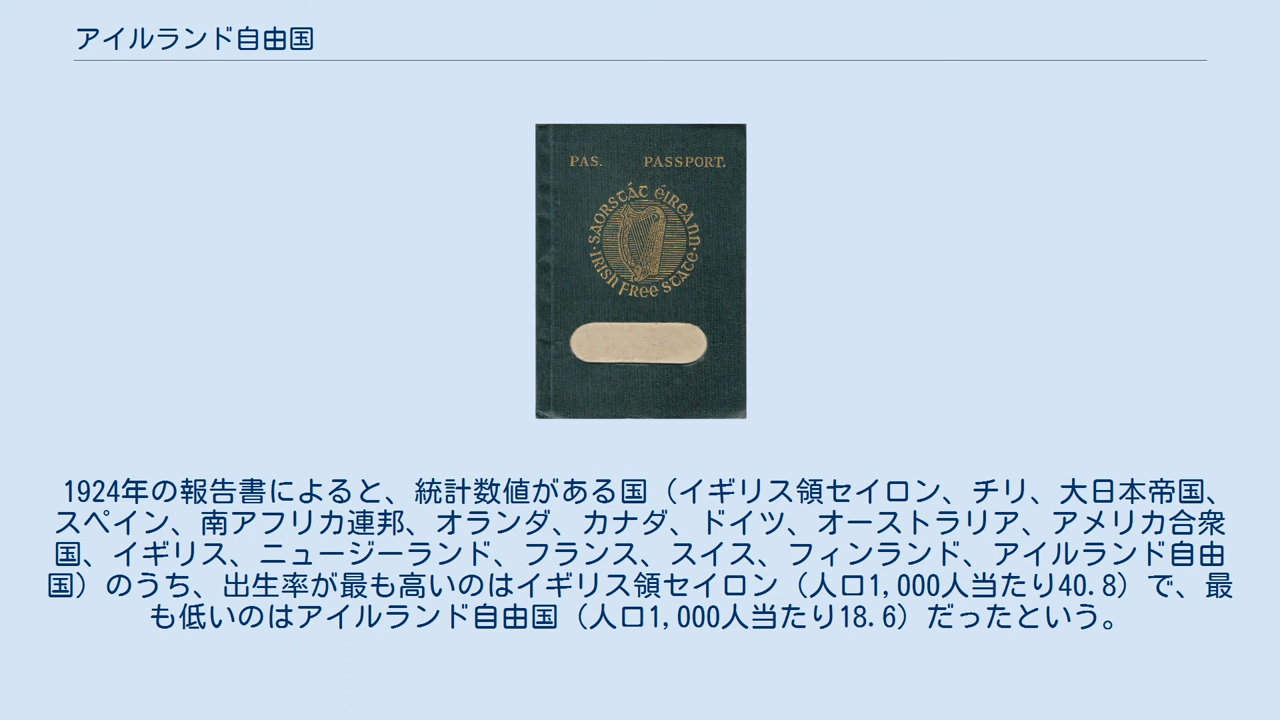 アイルランド自由国
PAS. PASSPORT.
SAORSTÁT ÉIREANN
IRISH FREE STATE
1924年の報告書によると、統計数値がある国（イギリス領セイロン、チリ、大日本帝国、
スペイン、南アフリカ連邦、オランダ、カナダ、ドイツ、オーストラリア、アメリカ合衆
国、イギリス、ニュージーランド、フランス、スイス、フィンランド、アイルランド自由
国）のうち、出生率が最も高いのはイギリス領セイロン（人口1,000人当たり40.8）で、最
も低いのはアイルランド自由国（人口1,000人当たり18.6）だったという。